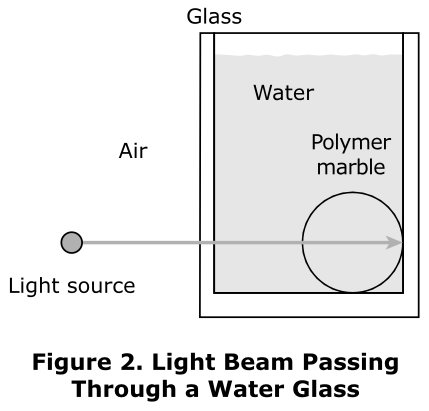 Glass
Water
Air
Polymer
marble
Light source
Figure 2. Light Beam Passing
Through a Water Glass